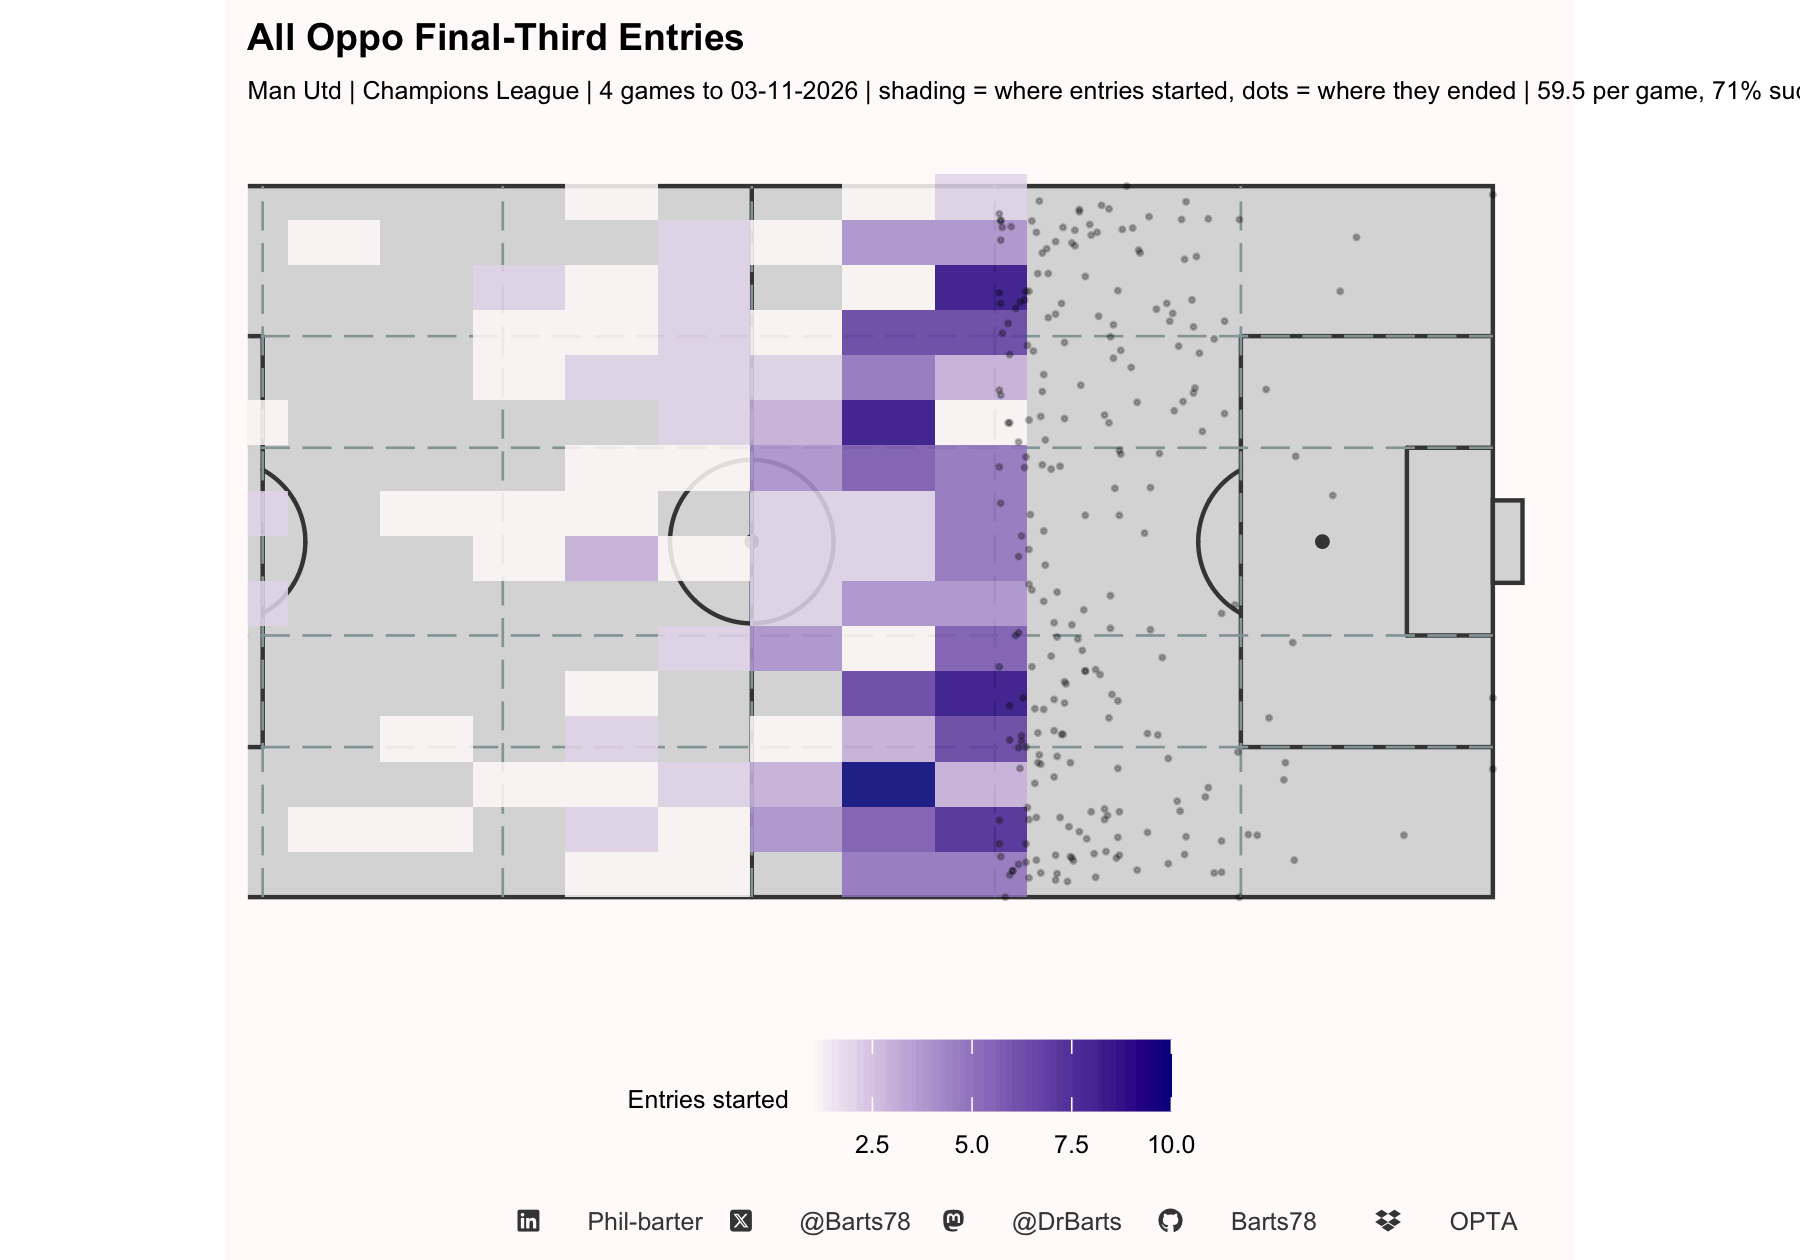 All Oppo Final-Third Entries
Man Utd | Champions League | 4 games to 03-11-2026 | shading = where entries started, dots = where they ended | 59.5 per game, 71%
Entries started
2.5 5.0 7.5 10.0
Phil-barter @Barts78 @DrBarts Barts78 OPTA